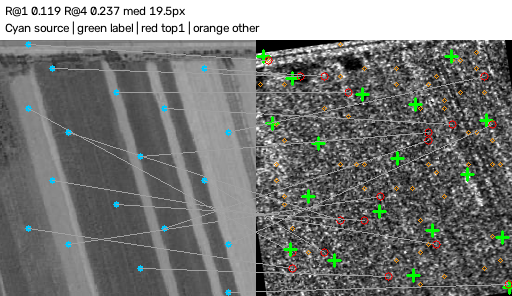 R@1 0.119 R@4 0.237 med 19.5px
Cyan source | green label | red top1 | orange other